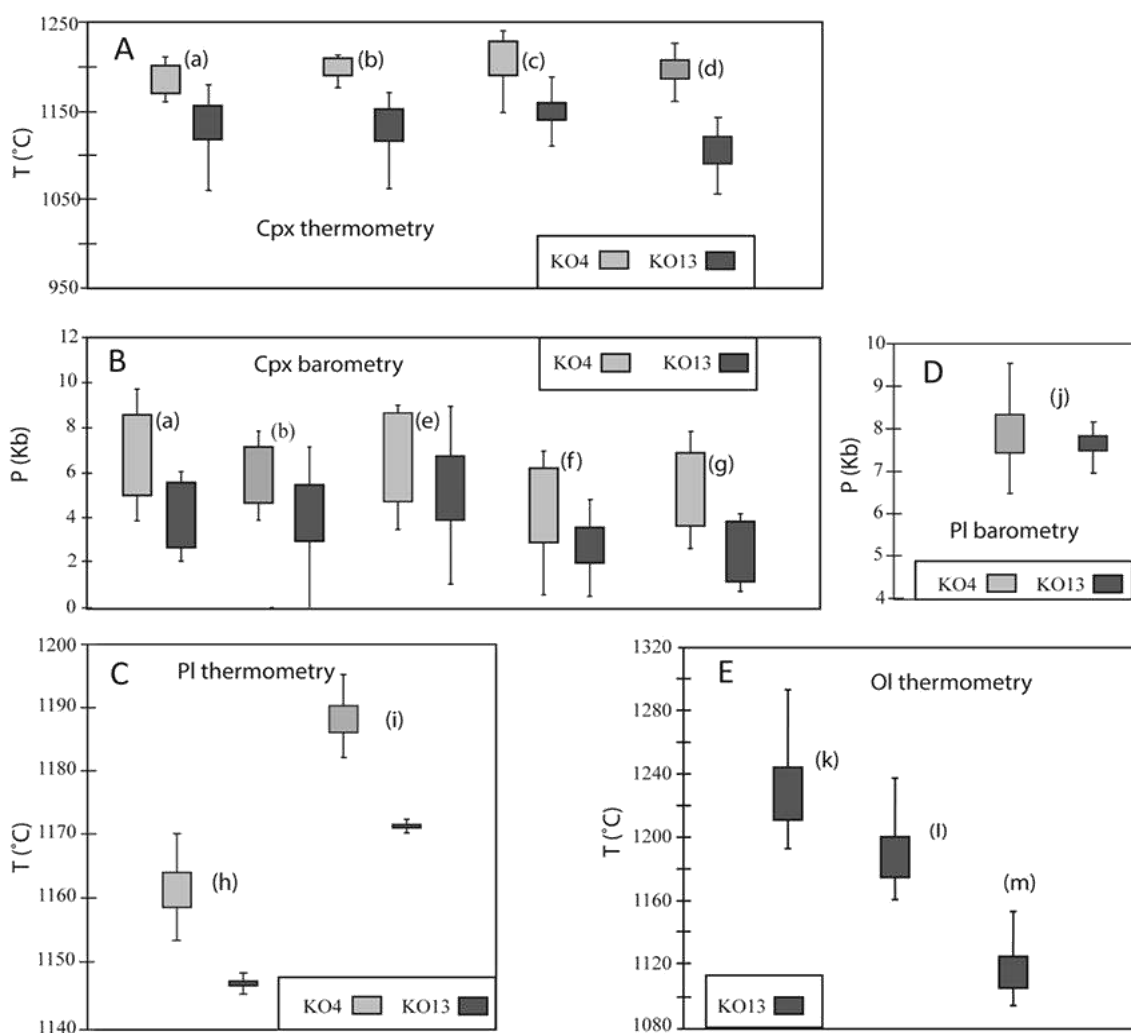 A
T (°C)
1250
1150
1050
950
(a)
(b)
(c)
(d)
Cpx thermometry
KO4 KO13
B
Cpx barometry
KO4 KO13
P (Kb)
12
10
8
6
4
2
0
(a)
(b)
(e)
(f)
(g)
D
P (Kb)
10
9
8
7
6
5
4
(j)
Pl barometry
KO4 KO13
C
Pl thermometry
T (°C)
1200
1190
1180
1170
1160
1150
1140
(i)
(h)
KO4 KO13
E
Ol thermometry
T (°C)
1320
1280
1240
1200
1160
1120
1080
(k)
(l)
(m)
KO13